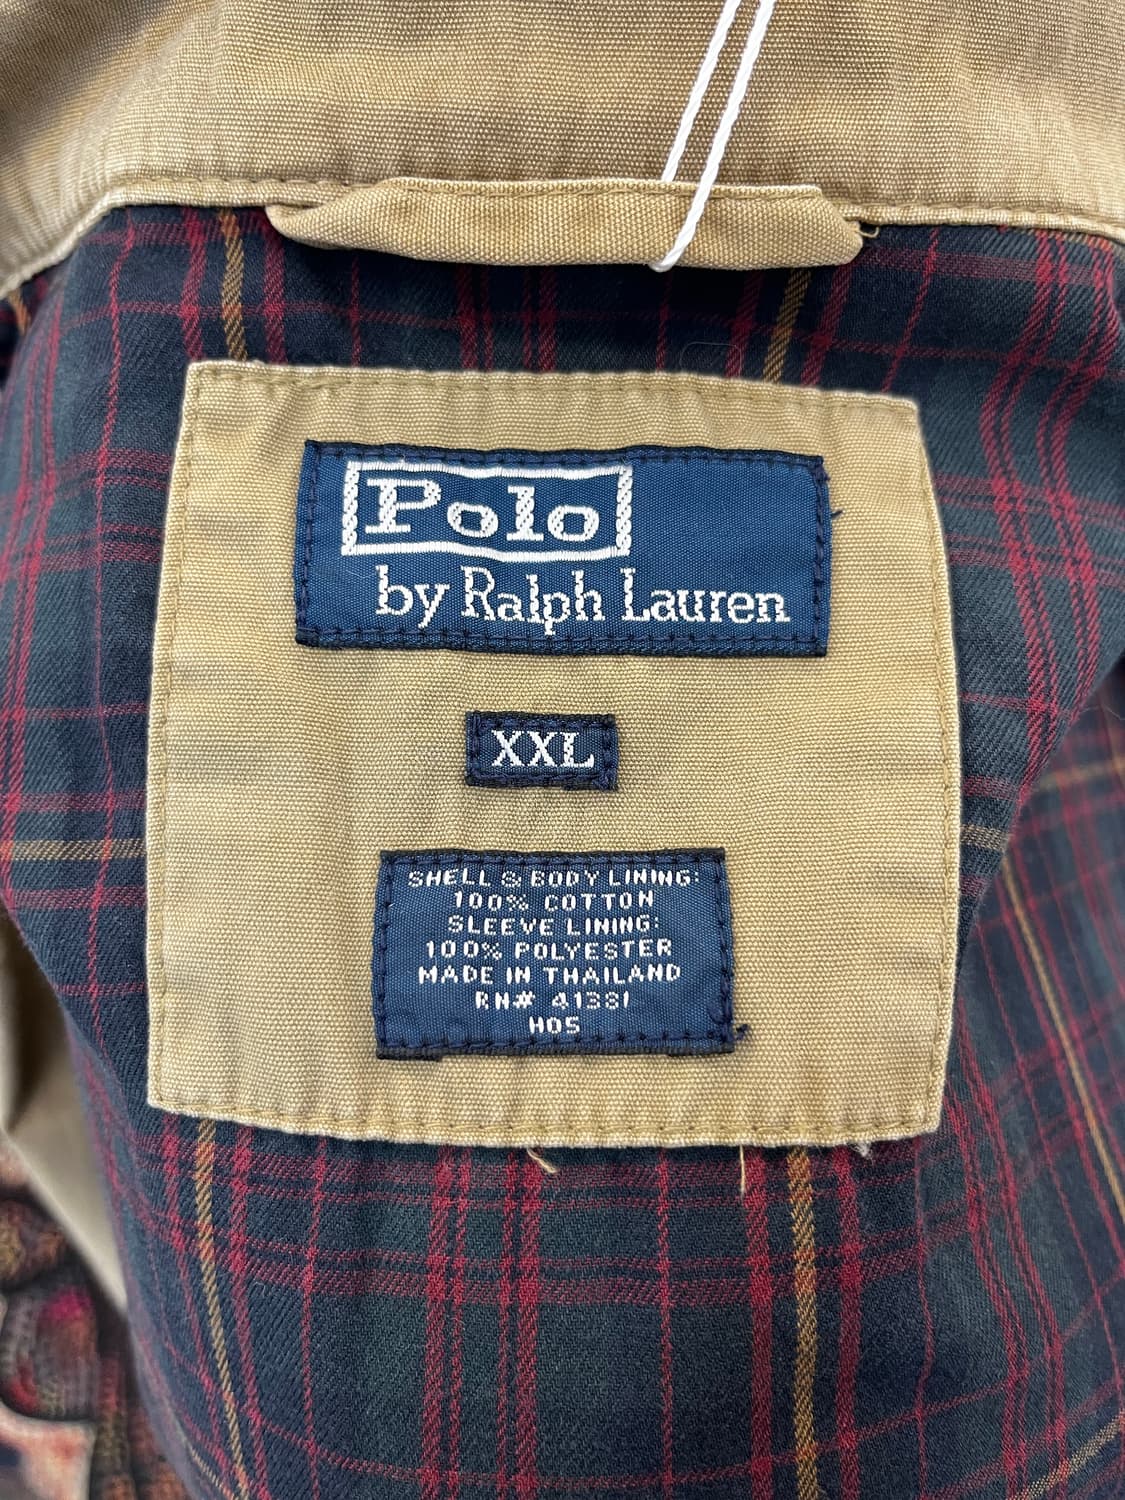 Polo
by Ralph Lauren
XXL
SHELL & BODY LINING:
100% COTTON
SLEEVE LINING:
100% POLYESTER
MADE IN THAILAND
RN# 41381
H05